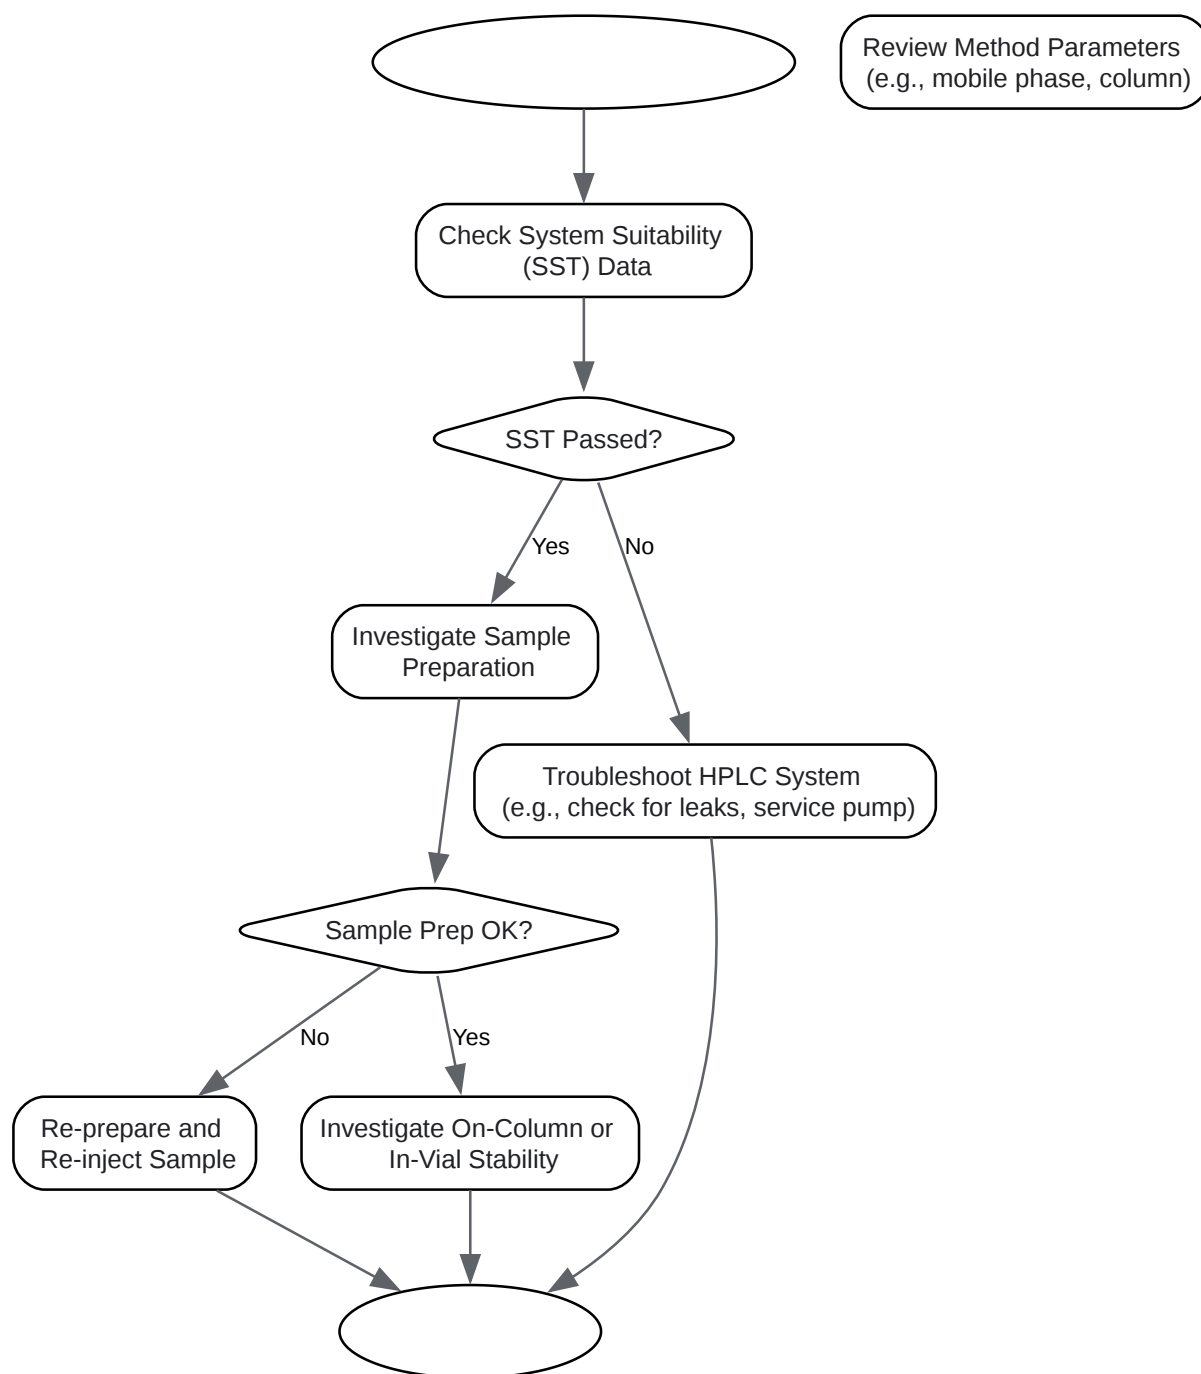 Review Method Parameters
(e.g., mobile phase, column)
Check System Suitability
(SST) Data
SST Passed?
Yes
No
Investigate Sample
Preparation
Troubleshoot HPLC System
(e.g., check for leaks, service pump)
Sample Prep OK?
No
Yes
Re-prepare and
Re-inject Sample
Investigate On-Column or
In-Vial Stability